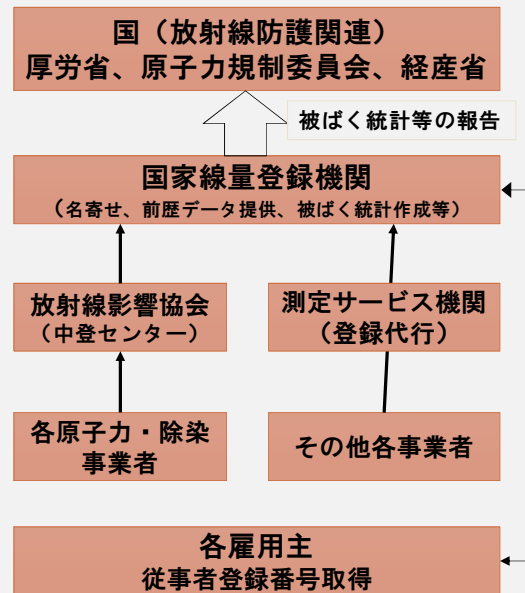 国（放射線防護関連）
厚労省、原子力規制委員会、経産省
被ばく統計等の報告
国家線量登録機関
（名寄せ、前歴データ提供、被ばく統計作成等）
放射線影響協会
（中登センター）
測定サービス機関
（登録代行）
各原子力・除染
事業者
その他各事業者
各雇用主
従事者登録番号取得